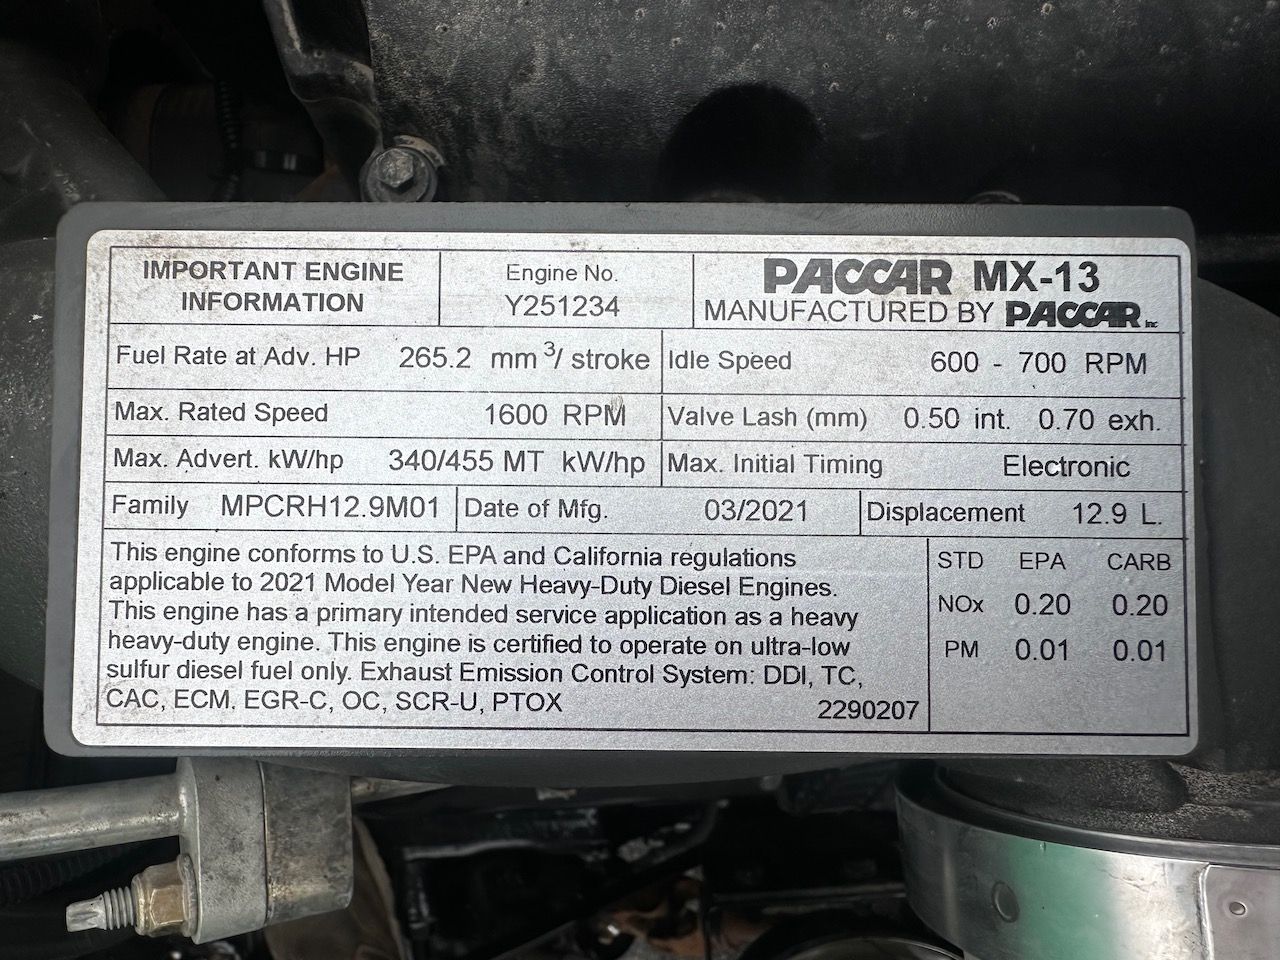 IMPORTANT ENGINE
INFORMATION
Engine No.
Y251234
PACCAR MX-13
MANUFACTURED BY PACCAR Inc
Fuel Rate at Adv. HP 265.2 mm³/ stroke
Idle Speed 600 - 700 RPM
Max. Rated Speed 1600 RPM
Valve Lash (mm) 0.50 int. 0.70 exh.
Max. Advert. kW/hp 340/455 MT kW/hp
Max. Initial Timing Electronic
Family MPCRH12.9M01
Date of Mfg. 03/2021
Displacement 12.9 L.
This engine conforms to U.S. EPA and California regulations
applicable to 2021 Model Year New Heavy-Duty Diesel Engines.
This engine has a primary intended service application as a heavy
heavy-duty engine. This engine is certified to operate on ultra-low
sulfur diesel fuel only. Exhaust Emission Control System: DDI, TC,
CAC, ECM. EGR-C, OC, SCR-U, PTOX
2290207
STD EPA CARB
NOx 0.20 0.20
PM 0.01 0.01